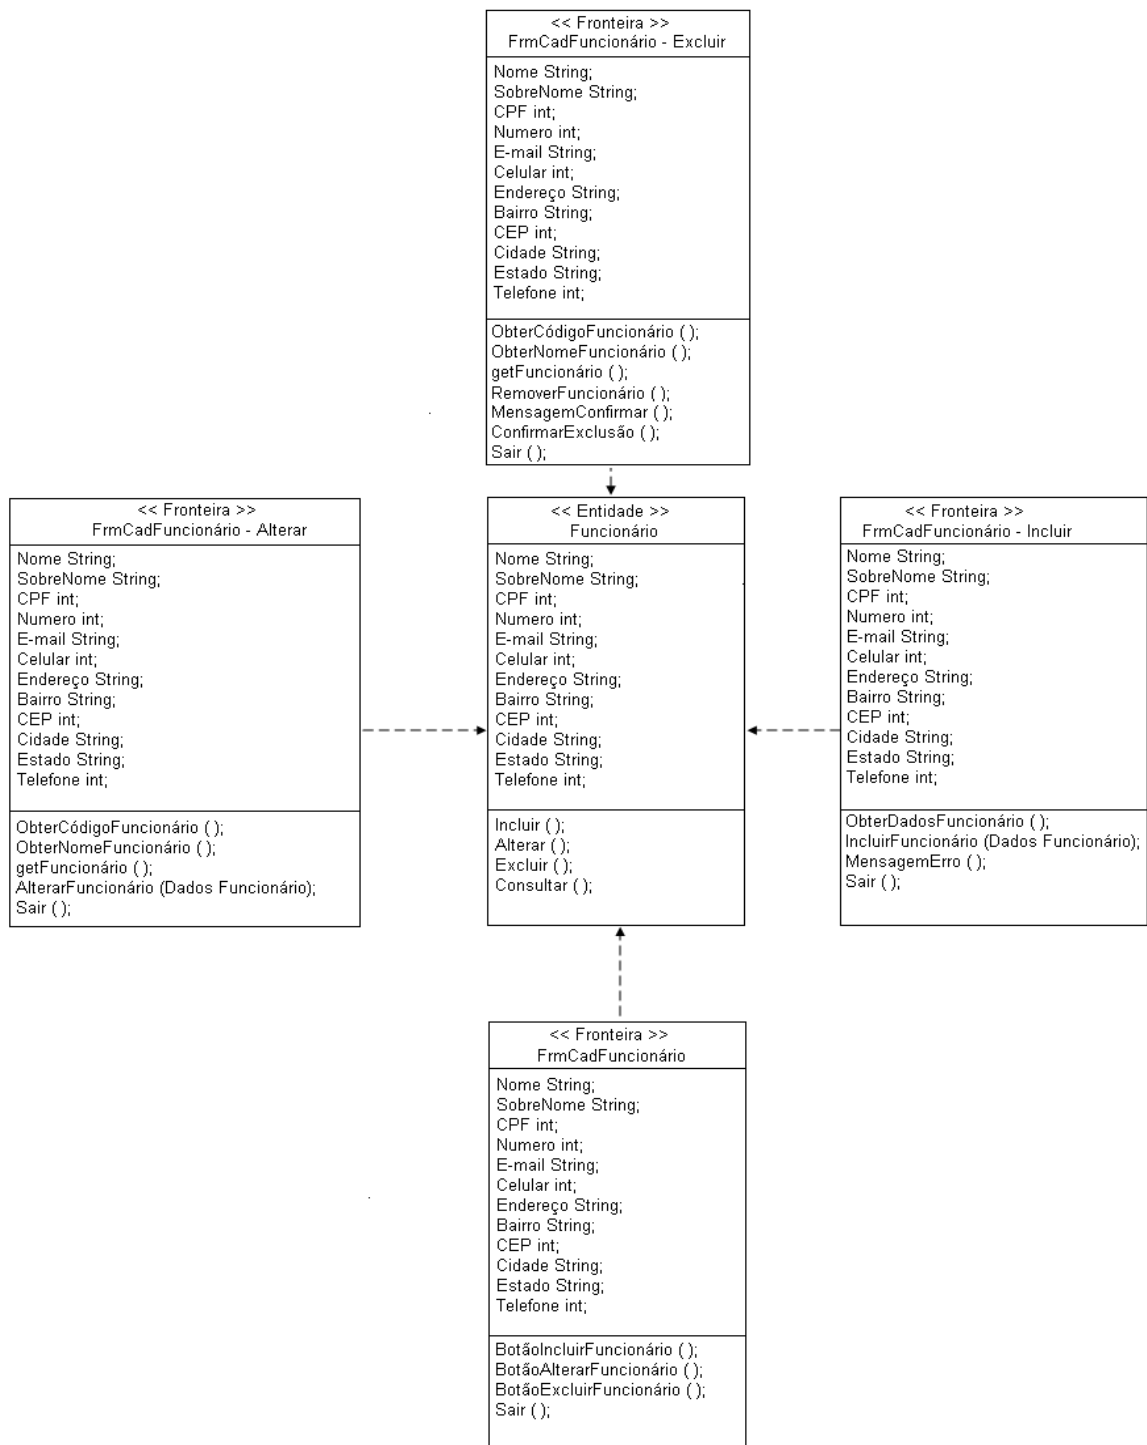 << Fronteira >>
FrmCadFuncionário - Excluir
Nome String;
SobreNome String;
CPF int;
Numero int;
E-mail String;
Celular int;
Endereço String;
Bairro String;
CEP int;
Cidade String;
Estado String;
Telefone int;
ObterCódigoFuncionário ( );
ObterNomeFuncionário ( );
getFuncionário ( );
RemoverFuncionário ( );
MensagemConfirmar ( );
ConfirmarExclusão ( );
Sair ( );
<< Fronteira >>
FrmCadFuncionário - Alterar
Nome String;
SobreNome String;
CPF int;
Numero int;
E-mail String;
Celular int;
Endereço String;
Bairro String;
CEP int;
Cidade String;
Estado String;
Telefone int;
ObterCódigoFuncionário ( );
ObterNomeFuncionário ( );
getFuncionário ( );
AlterarFuncionário (Dados Funcionário);
Sair ( );
<< Entidade >>
Funcionário
Nome String;
SobreNome String;
CPF int;
Numero int;
E-mail String;
Celular int;
Endereço String;
Bairro String;
CEP int;
Cidade String;
Estado String;
Telefone int;
Incluir ( );
Alterar ( );
Excluir ( );
Consultar ( );
<< Fronteira >>
FrmCadFuncionário - Incluir
Nome String;
SobreNome String;
CPF int;
Numero int;
E-mail String;
Celular int;
Endereço String;
Bairro String;
CEP int;
Cidade String;
Estado String;
Telefone int;
ObterDadosFuncionário ( );
IncluirFuncionário (Dados Funcionário);
MensagemErro ( );
Sair ( );
<< Fronteira >>
FrmCadFuncionário
Nome String;
SobreNome String;
CPF int;
Numero int;
E-mail String;
Celular int;
Endereço String;
Bairro String;
CEP int;
Cidade String;
Estado String;
Telefone int;
BotãoIncluirFuncionário ( );
BotãoAlterarFuncionário ( );
BotãoExcluirFuncionário ( );
Sair ( );